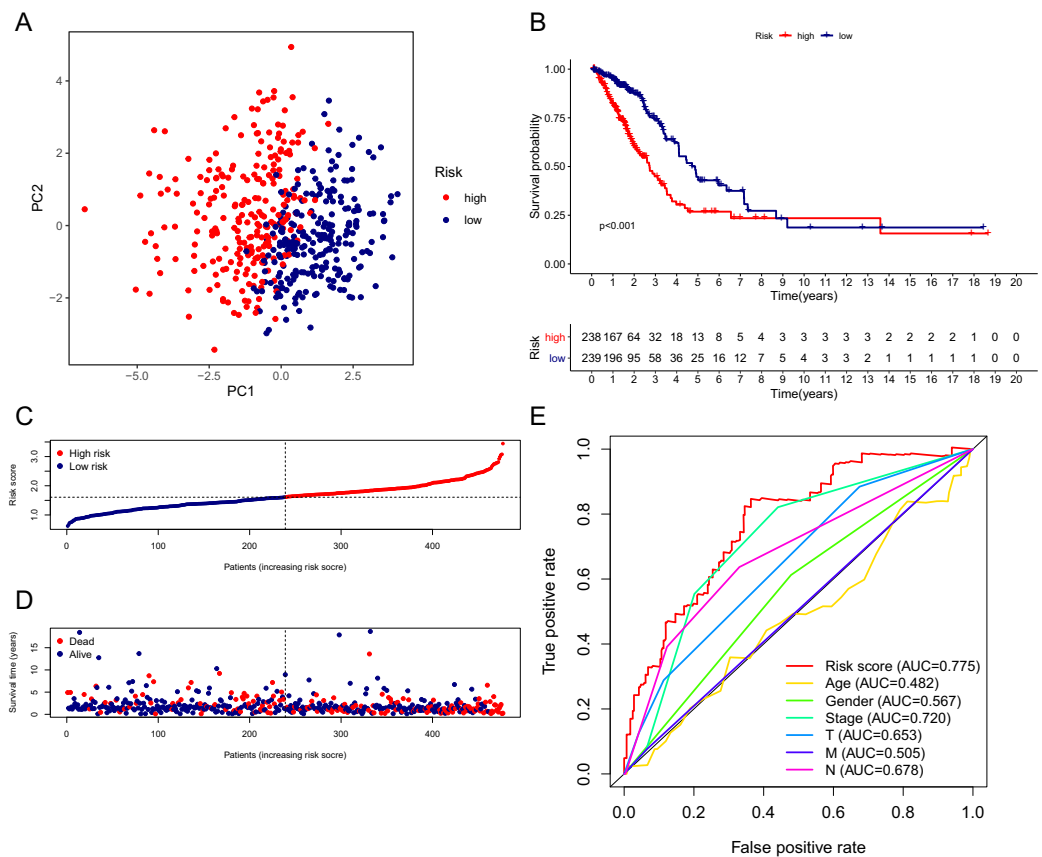 A
4
2
0
−2
PC2
−5.0
−2.5
0.0
2.5
PC1
Risk
high
low
B
Risk high low
1.00
0.75
0.50
0.25
0.00
Survival probability
p<0.001
0 1 2 3 4 5 6 7 8 9 10 11 12 13 14 15 16 17 18 19 20
Time(years)
Risk
high 238 167 64 32 18 13 8 5 4 3 3 3 3 3 2 2 2 2 1 0 0
low 239 196 95 58 36 25 16 12 7 5 4 3 3 2 1 1 1 1 1 0 0
0 1 2 3 4 5 6 7 8 9 10 11 12 13 14 15 16 17 18 19 20
Time(years)
C
High risk
Low risk
Risk score
1.0
2.0
3.0
0 100 200 300 400
Patients (increasing risk socre)
D
Dead
Alive
Survival time (years)
0
5
10
15
0 100 200 300 400
Patients (increasing risk socre)
E
True positive rate
0.0
0.2
0.4
0.6
0.8
1.0
Risk score (AUC=0.775)
Age (AUC=0.482)
Gender (AUC=0.567)
Stage (AUC=0.720)
T (AUC=0.653)
M (AUC=0.505)
N (AUC=0.678)
0.0 0.2 0.4 0.6 0.8 1.0
False positive rate